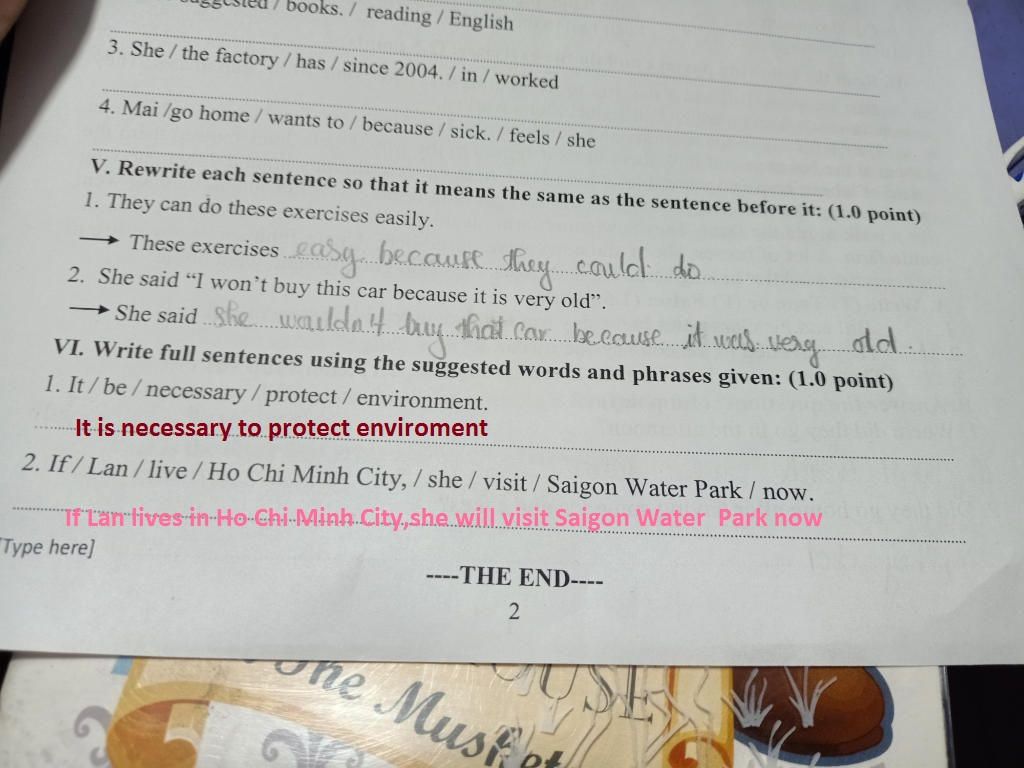 suggested / books. / reading / English
3. She / the factory / has / since 2004. / in / worked
4. Mai /go home / wants to / because / sick. / feels / she
V. Rewrite each sentence so that it means the same as the sentence before it: (1.0 point)
1. They can do these exercises easily.
→ These exercises easy because they could do
2. She said “I won’t buy this car because it is very old”.
→ She said she wouldn't buy that car because it was very old.
VI. Write full sentences using the suggested words and phrases given: (1.0 point)
1. It / be / necessary / protect / environment.
It is necessary to protect enviroment
2. If / Lan / live / Ho Chi Minh City, / she / visit / Saigon Water Park / now.
If Lan lives in Ho Chi Minh City,she will visit Saigon Water Park now
[Type here]
----THE END----
2
The Musket